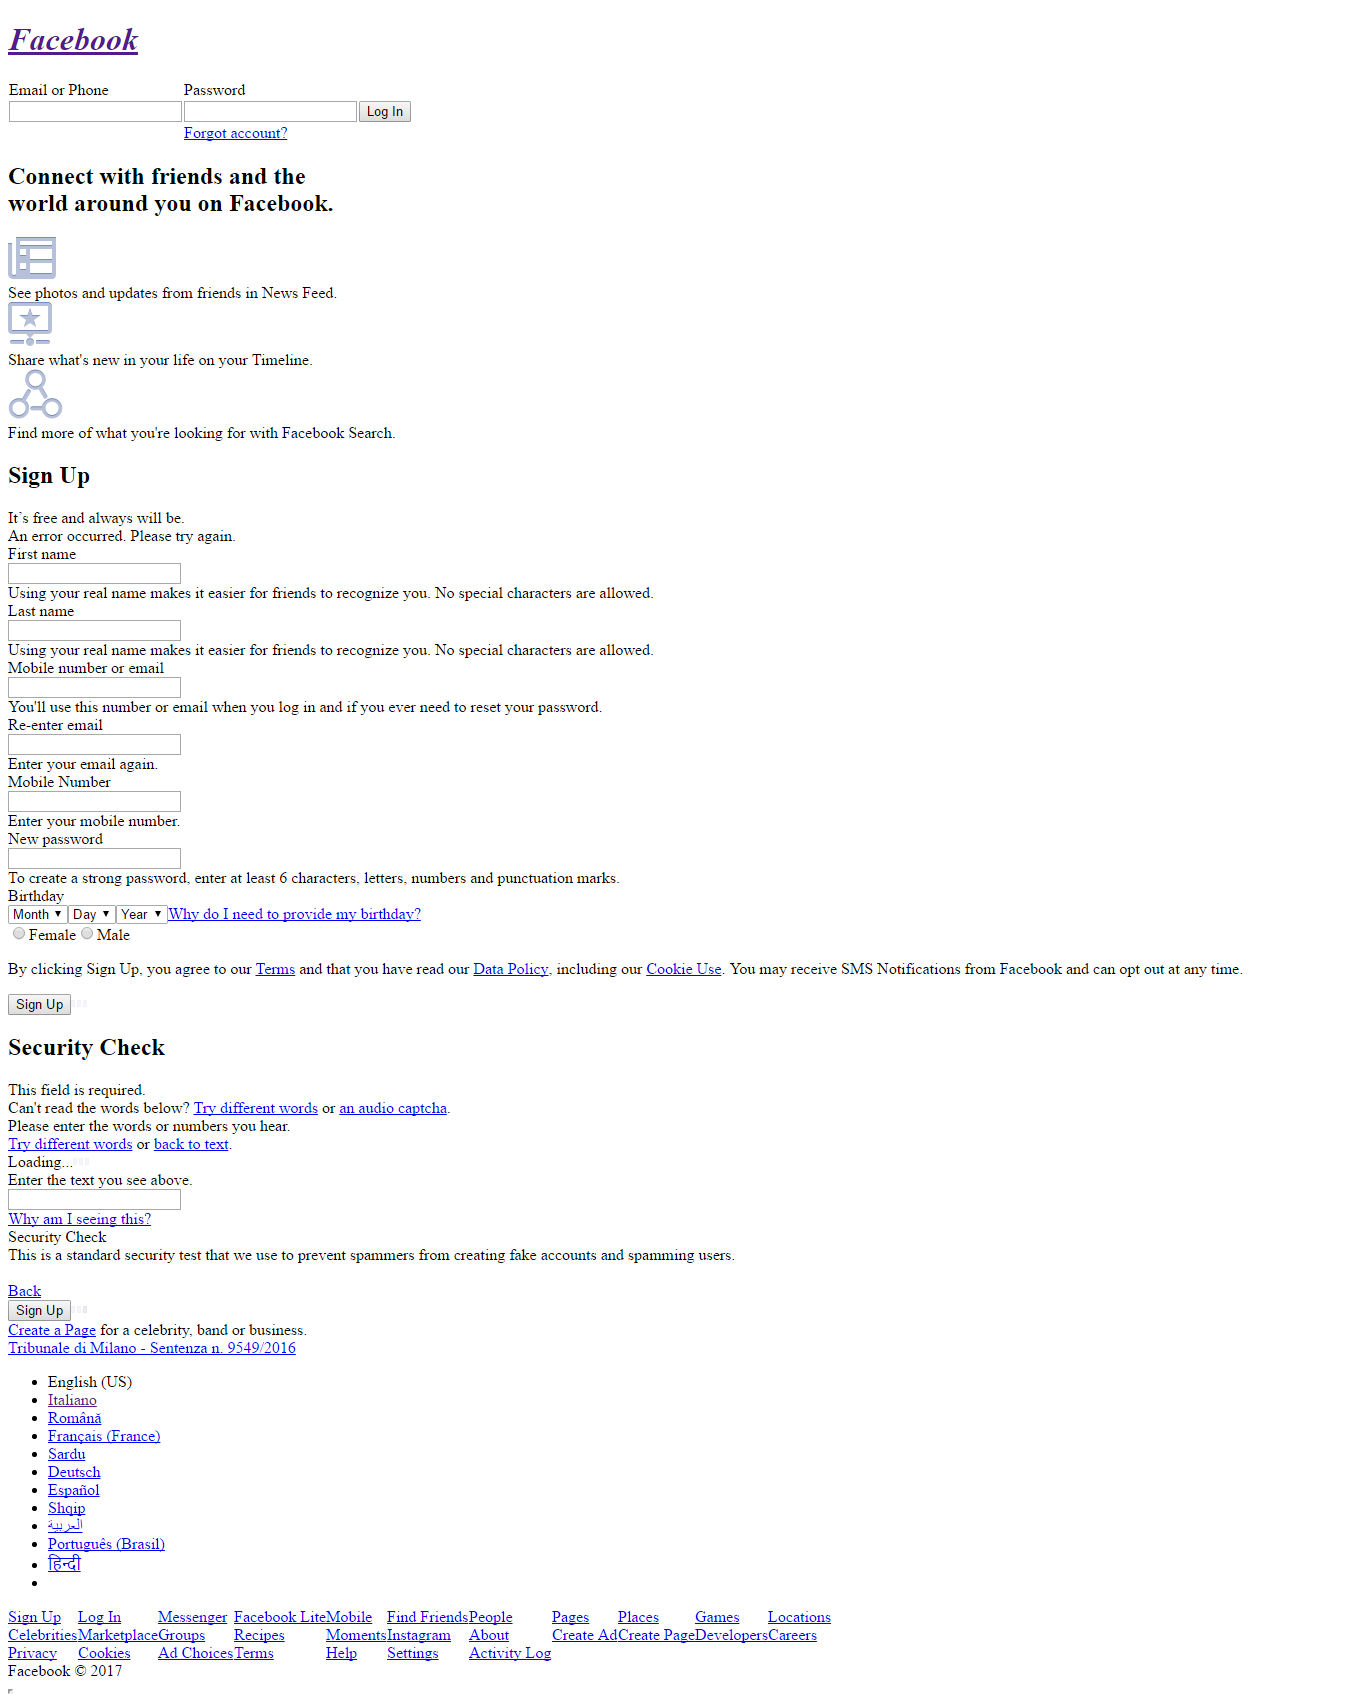 Facebook
Email or Phone Password
Log In
Forgot account?
Connect with friends and the
world around you on Facebook.
See photos and updates from friends in News Feed.
Share what's new in your life on your Timeline.
Find more of what you're looking for with Facebook Search.
Sign Up
It's free and always will be.
An error occurred. Please try again.
First name
Using your real name makes it easier for friends to recognize you. No special characters are allowed.
Last name
Using your real name makes it easier for friends to recognize you. No special characters are allowed.
Mobile number or email
You'll use this number or email when you log in and if you ever need to reset your password.
Re-enter email
Enter your email again.
Mobile Number
Enter your mobile number.
New password
To create a strong password, enter at least 6 characters, letters, numbers and punctuation marks.
Birthday
Month Day Year Why do I need to provide my birthday?
Female Male
By clicking Sign Up, you agree to our Terms and that you have read our Data Policy, including our Cookie Use. You may receive SMS Notifications from Facebook and can opt out at any time.
Sign Up
Security Check
This field is required.
Can't read the words below? Try different words or an audio captcha.
Please enter the words or numbers you hear.
Try different words or back to text.
Loading...
Enter the text you see above.
Why am I seeing this?
Security Check
This is a standard security test that we use to prevent spammers from creating fake accounts and spamming users.
Back
Sign Up
Create a Page for a celebrity, band or business.
Tribunale di Milano - Sentenza n. 9549/2016
English (US)
Italiano
Română
Français (France)
Sardu
Deutsch
Español
Shqip
العربية
Português (Brasil)
हिन्दी
Sign Up Log In Messenger Facebook Lite Mobile Find Friends People Pages Places Games Locations
Celebrities Marketplace Groups Recipes Moments Instagram About Create Ad Create Page Developers Careers
Privacy Cookies Ad Choices Terms Help Settings Activity Log
Facebook © 2017